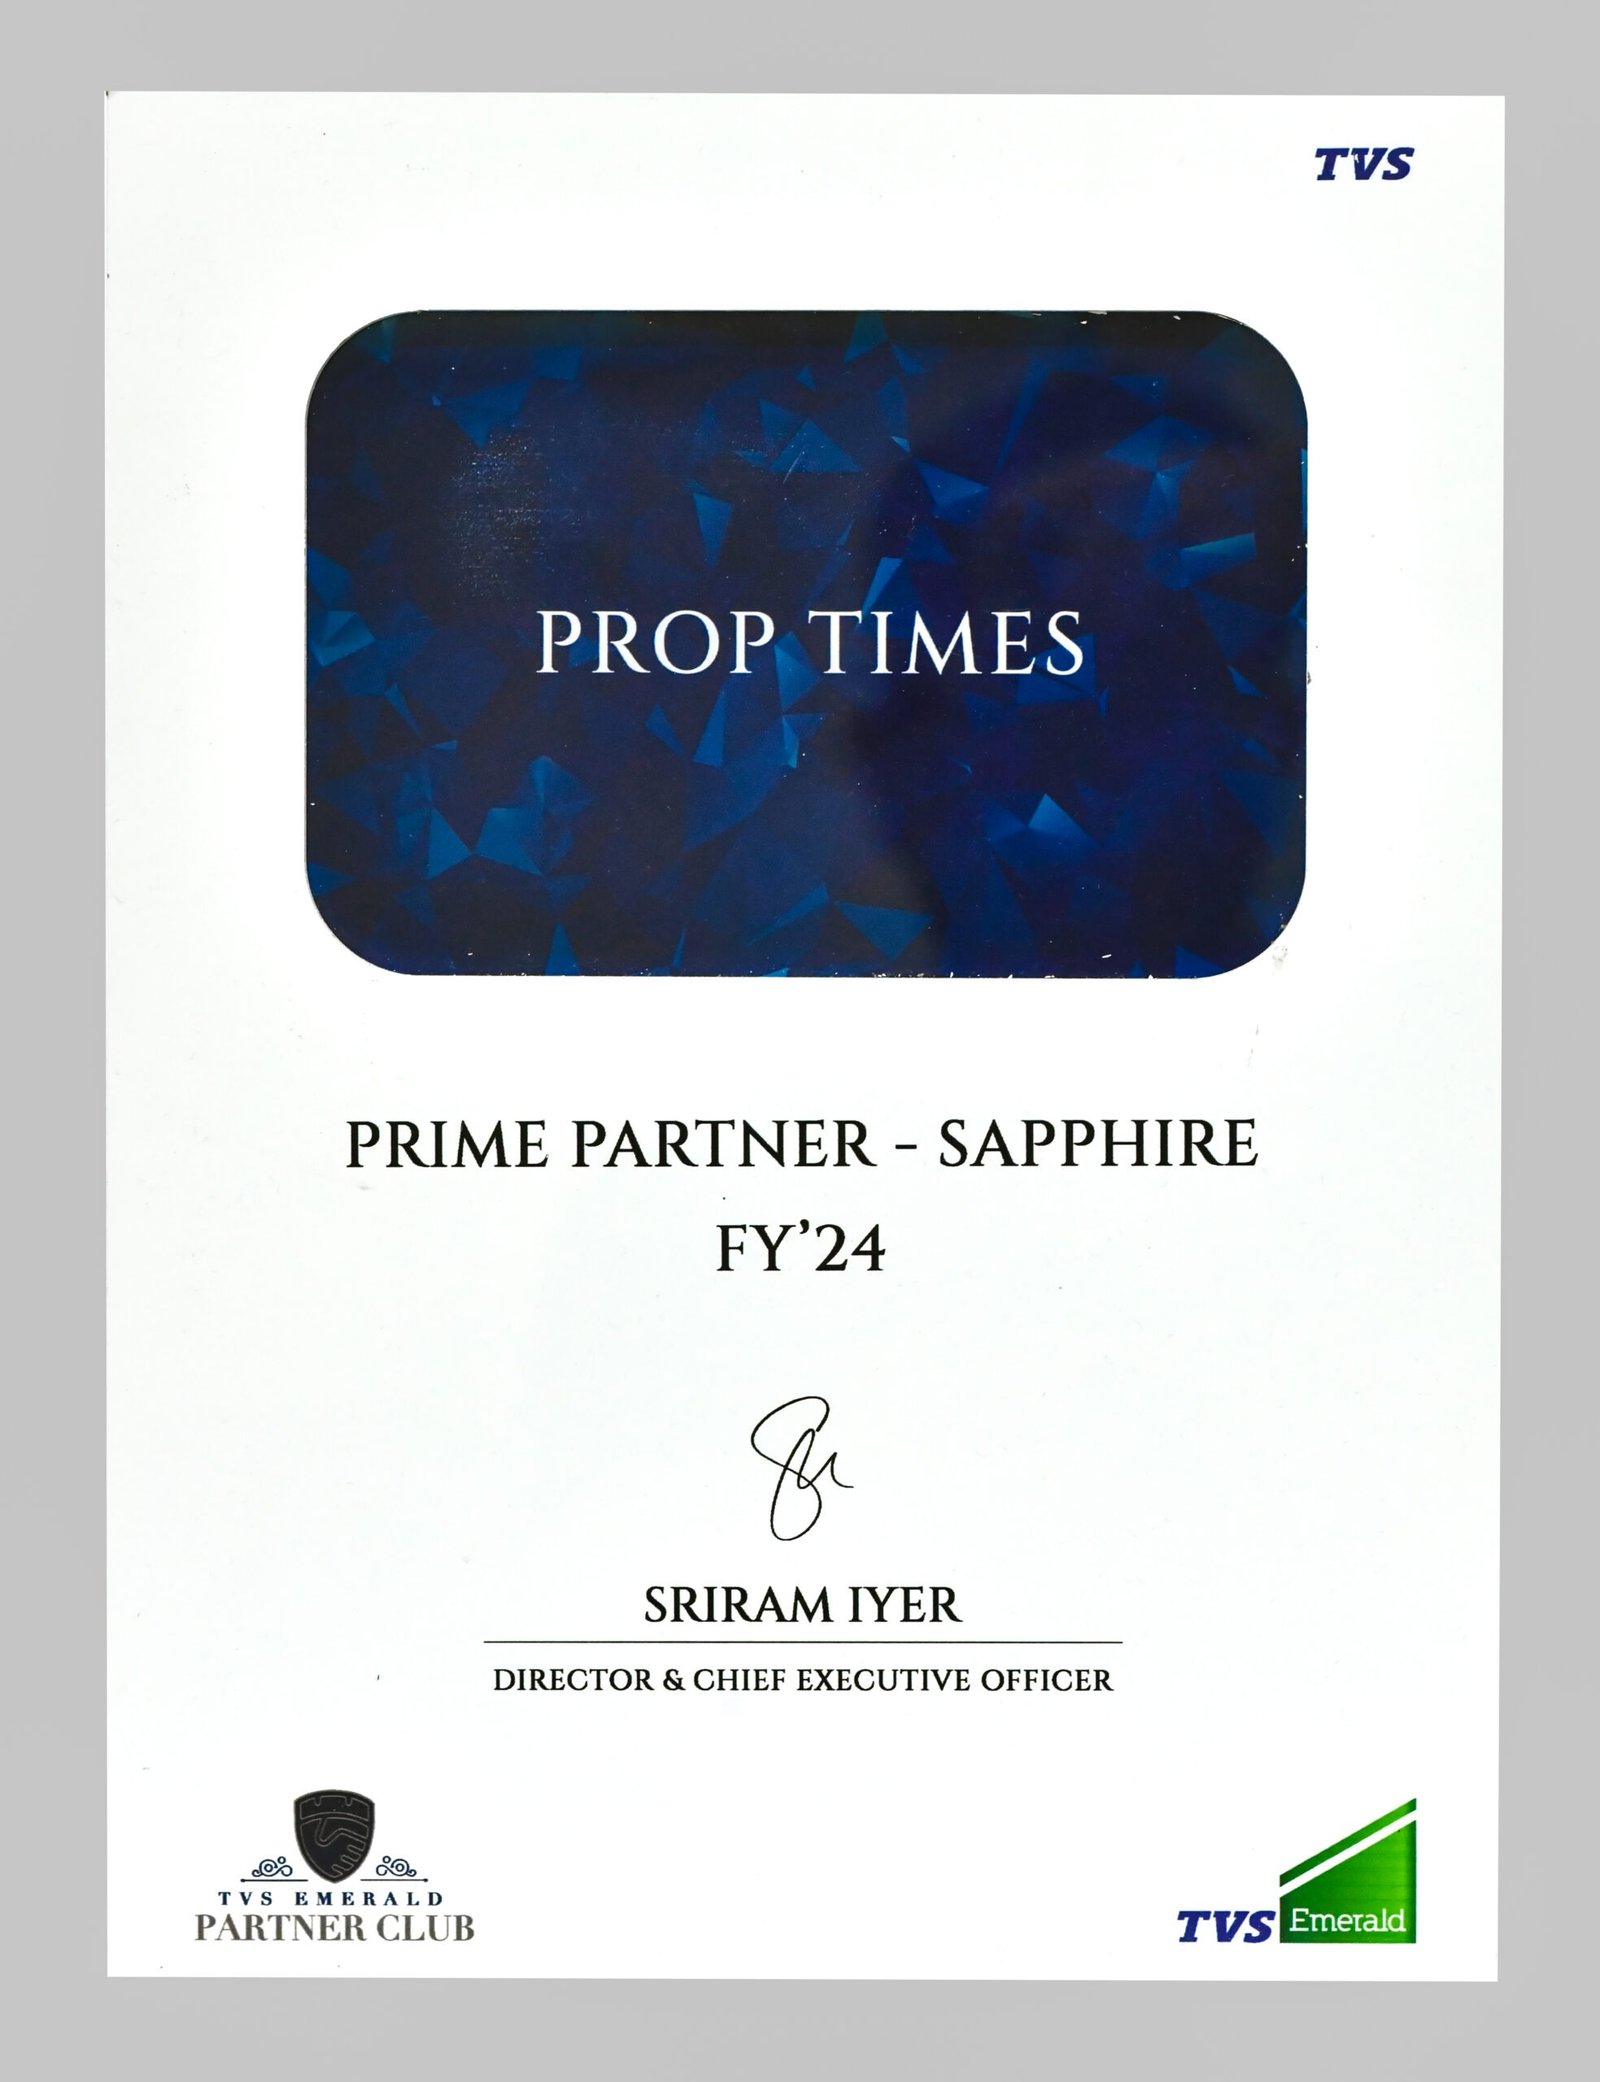 TVS
PROP TIMES
PRIME PARTNER - SAPPHIRE
FY'24
SRIRAM IYER
DIRECTOR & CHIEF EXECUTIVE OFFICER
TVS EMERALD
PARTNER CLUB
TVS Emerald